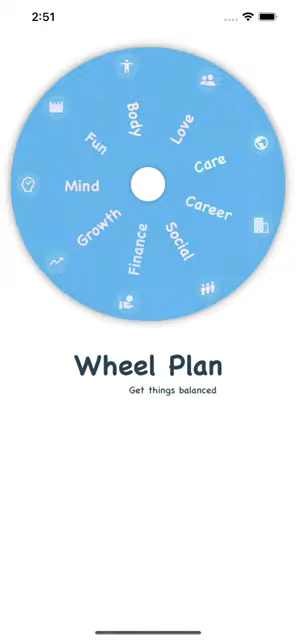 2:51
Body
Love
Care
Career
Social
Finance
Growth
Mind
Fun
Wheel Plan
Get things balanced